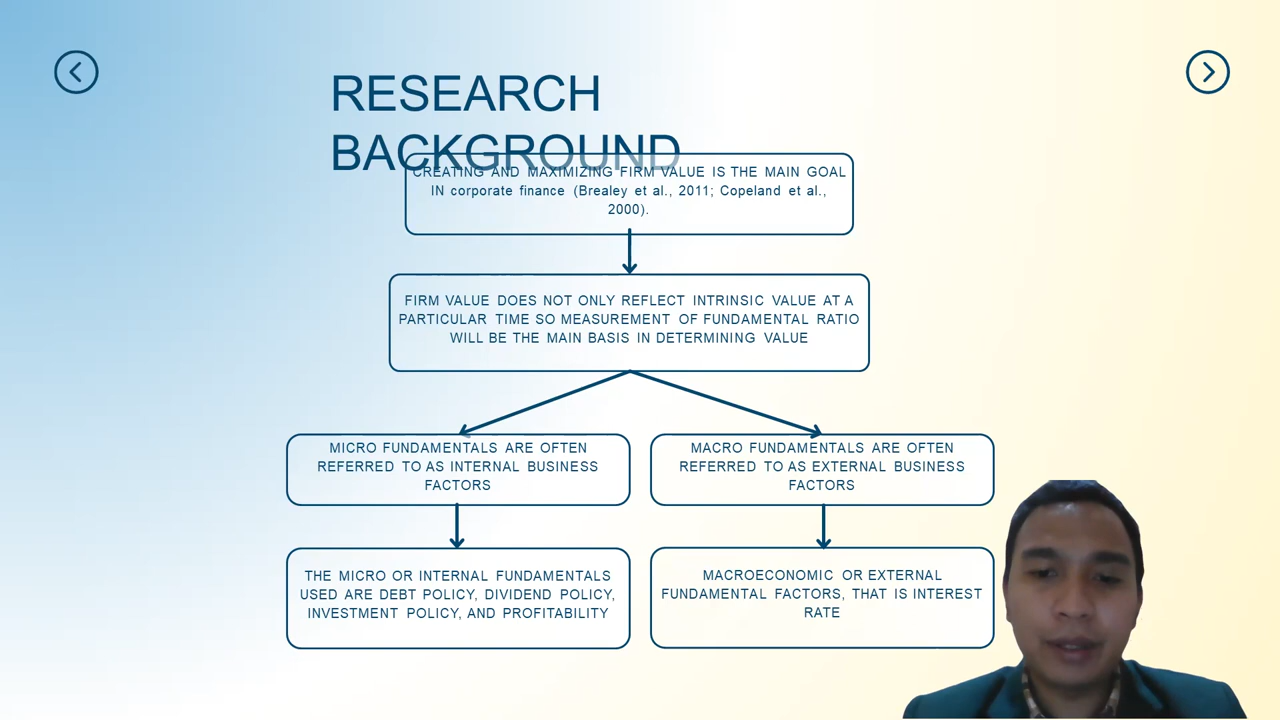 RESEARCH
BACKGROUND
CREATING AND MAXIMIZING FIRM VALUE IS THE MAIN GOAL
IN corporate finance (Brealey et al., 2011; Copeland et al.,
2000).
FIRM VALUE DOES NOT ONLY REFLECT INTRINSIC VALUE AT A
PARTICULAR TIME SO MEASUREMENT OF FUNDAMENTAL RATIO
WILL BE THE MAIN BASIS IN DETERMINING VALUE
MICRO FUNDAMENTALS ARE OFTEN
REFERRED TO AS INTERNAL BUSINESS
FACTORS
MACRO FUNDAMENTALS ARE OFTEN
REFERRED TO AS EXTERNAL BUSINESS
FACTORS
THE MICRO OR INTERNAL FUNDAMENTALS
USED ARE DEBT POLICY, DIVIDEND POLICY,
INVESTMENT POLICY, AND PROFITABILITY
MACROECONOMIC OR EXTERNAL
FUNDAMENTAL FACTORS, THAT IS INTEREST
RATE